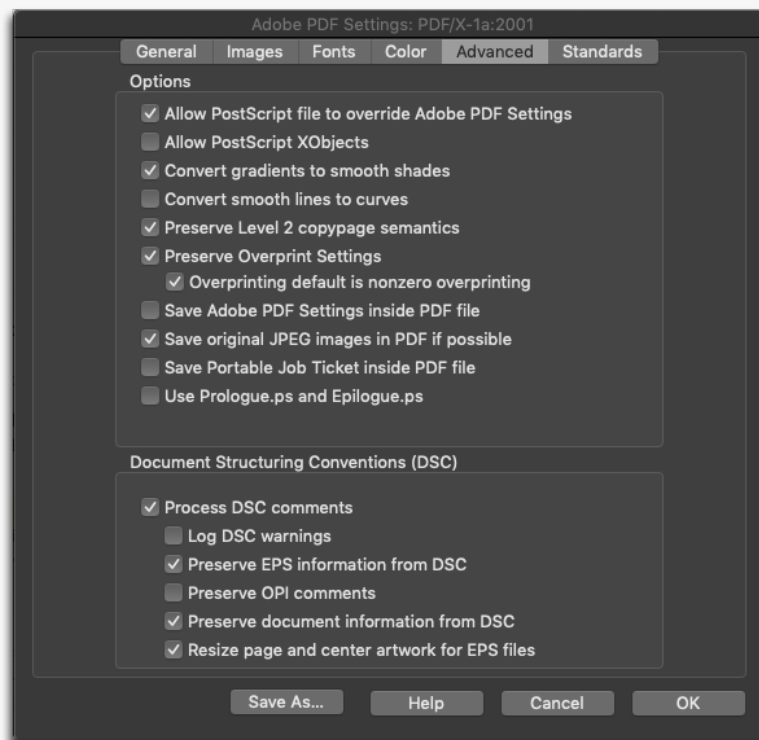 Adobe PDF Settings: PDF/X-1a:2001
General Images Fonts Color Advanced Standards
Options
Allow PostScript file to override Adobe PDF Settings
Allow PostScript XObjects
Convert gradients to smooth shades
Convert smooth lines to curves
Preserve Level 2 copypage semantics
Preserve Overprint Settings
Overprinting default is nonzero overprinting
Save Adobe PDF Settings inside PDF file
Save original JPEG images in PDF if possible
Save Portable Job Ticket inside PDF file
Use Prologue.ps and Epilogue.ps
Document Structuring Conventions (DSC)
Process DSC comments
Log DSC warnings
Preserve EPS information from DSC
Preserve OPI comments
Preserve document information from DSC
Resize page and center artwork for EPS files
Save As... Help Cancel OK